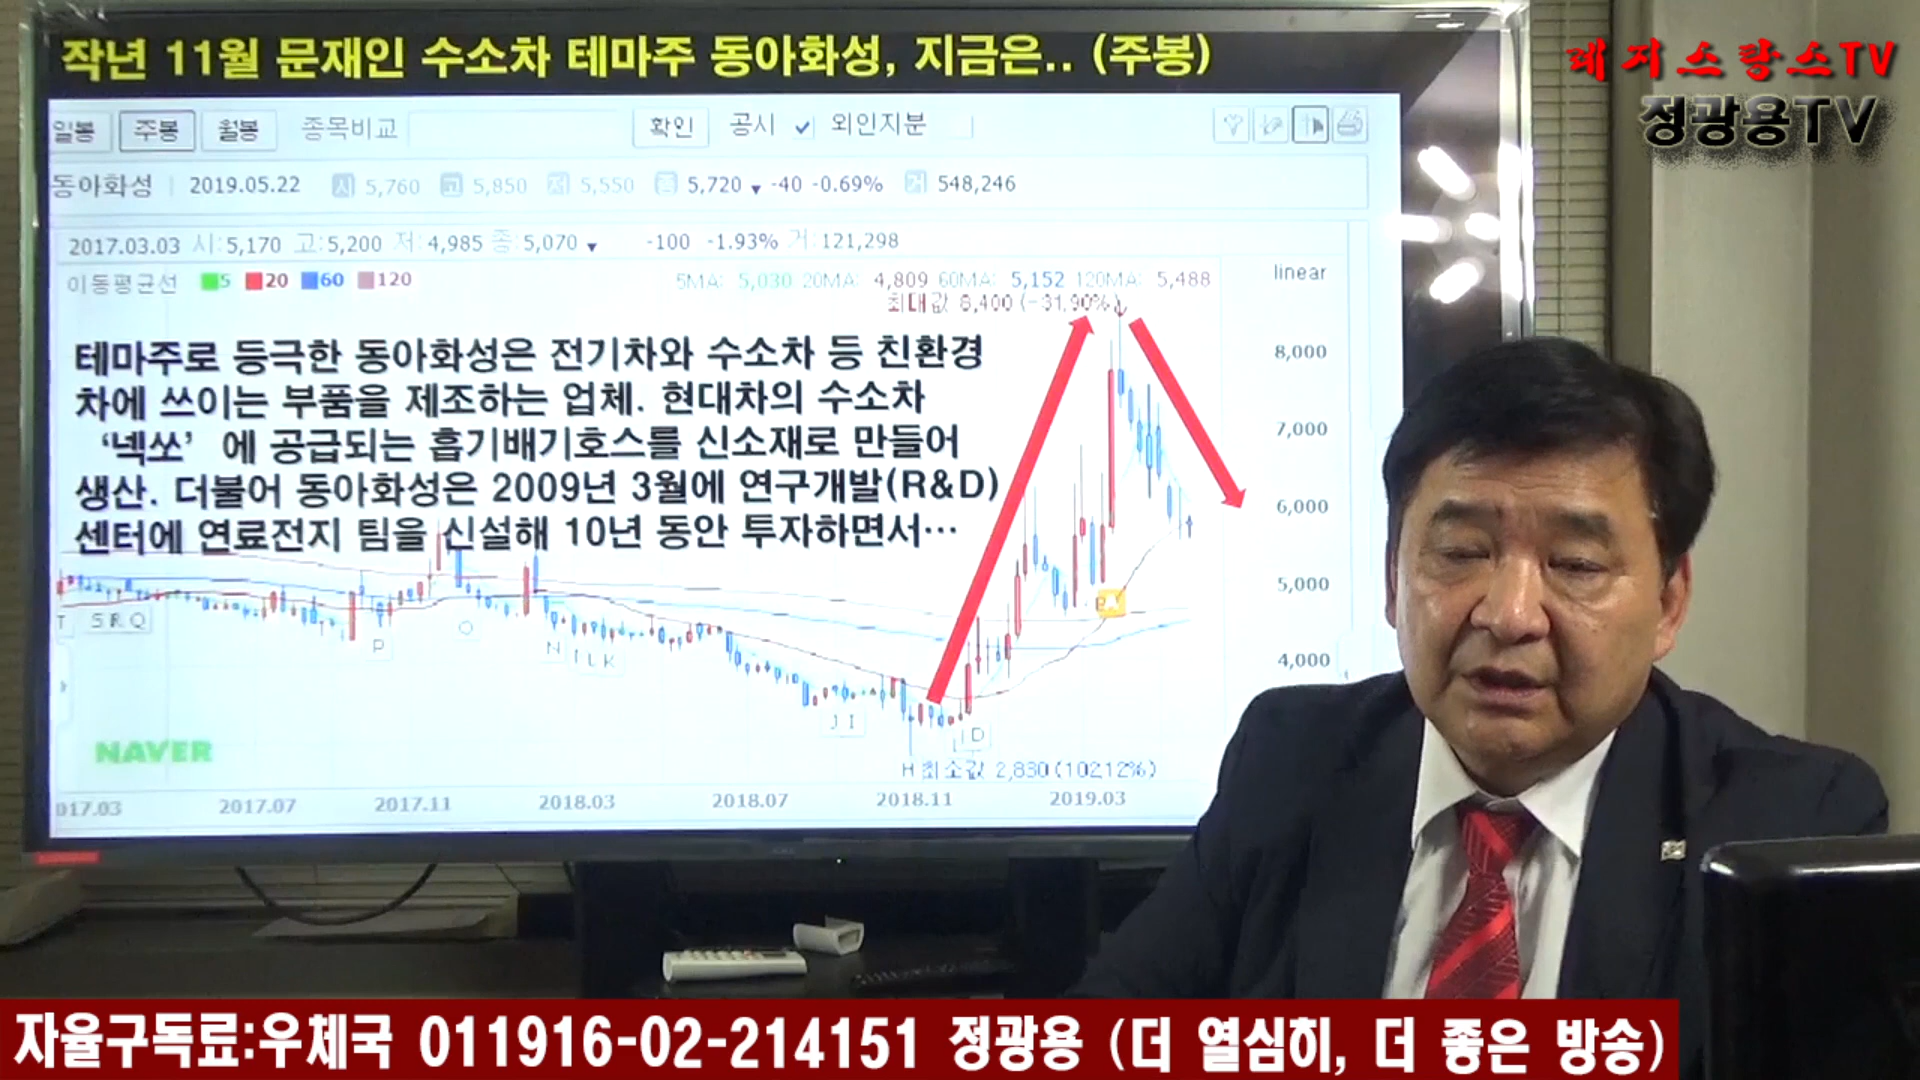 작년 11월 문재인 수소차 테마주 동아화성, 지금은.. (주봉)
레지스탕스TV
정광용TV
일봉 주봉 월봉 종목비교 확인 공시 외인지분
동아화성 2019.05.22 시 5,760 고 5,850 저 5,550 종 5,720 ▼ -40 -0.69% 거 548,246
2017.03.03 시:5,170 고:5,200 저:4,985 종:5,070 ▼ -100 -1.93% 거:121,298
이동평균선 5 20 60 120 5MA: 5,030 20MA: 4,809 60MA: 5,152 120MA: 5,488
linear
최대값 8,400 (-31.90%)
테마주로 등극한 동아화성은 전기차와 수소차 등 친환경
차에 쓰이는 부품을 제조하는 업체. 현대차의 수소차
‘넥쏘’ 에 공급되는 흡기배기호스를 신소재로 만들어
생산. 더불어 동아화성은 2009년 3월에 연구개발(R&D)
센터에 연료전지 팀을 신설해 10년 동안 투자하면서…
8,000
7,000
6,000
5,000
4,000
T S R Q
P
O
N L K
J I
D
H 최소값 2,830 (102.12%)
NAVER
017.03 2017.07 2017.11 2018.03 2018.07 2018.11 2019.03
자율구독료:우체국 011916-02-214151 정광용 (더 열심히, 더 좋은 방송)